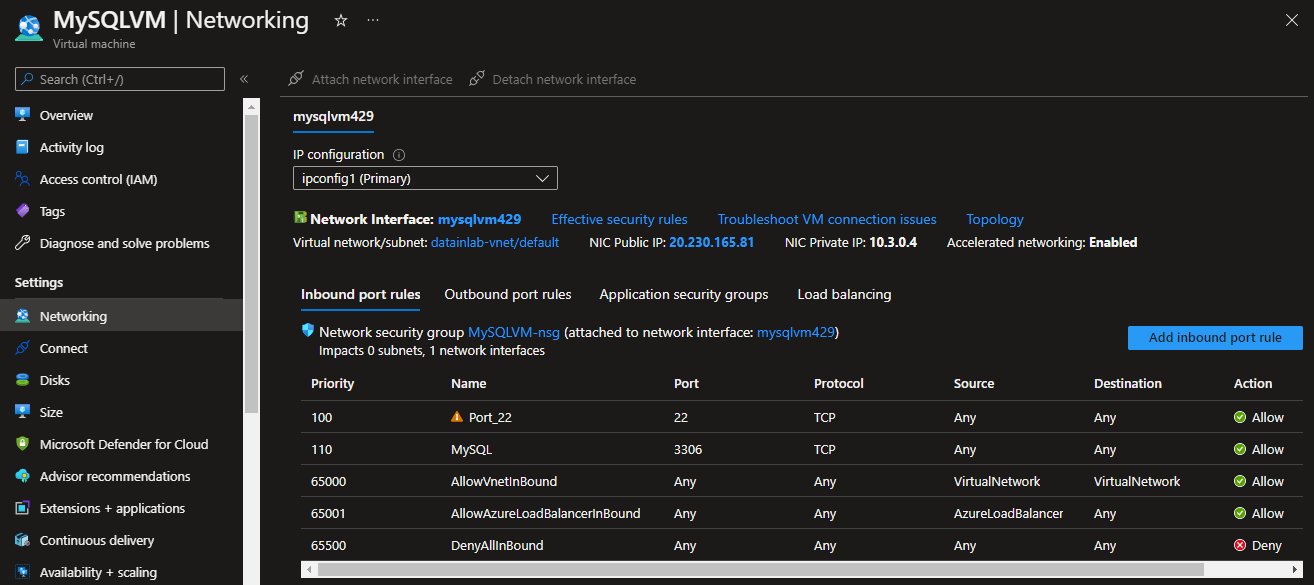 MySQLVM | Networking
Virtual machine
Search (Ctrl+/)
Overview
Activity log
Access control (IAM)
Tags
Diagnose and solve problems
Settings
Networking
Connect
Disks
Size
Microsoft Defender for Cloud
Advisor recommendations
Extensions + applications
Continuous delivery
Availability + scaling
Attach network interface Detach network interface
mysqlvm429
IP configuration
ipconfig1 (Primary)
Network Interface: mysqlvm429 Effective security rules Troubleshoot VM connection issues Topology
Virtual network/subnet: datainlab-vnet/default NIC Public IP: 20.230.165.81 NIC Private IP: 10.3.0.4 Accelerated networking: Enabled
Inbound port rules Outbound port rules Application security groups Load balancing
Network security group MySQLVM-nsg (attached to network interface: mysqlvm429)
Impacts 0 subnets, 1 network interfaces
Add inbound port rule
Priority Name Port Protocol Source Destination Action
100 Port_22 22 TCP Any Any Allow
110 MySQL 3306 TCP Any Any Allow
65000 AllowVnetInBound Any Any VirtualNetwork VirtualNetwork Allow
65001 AllowAzureLoadBalancerInBound Any Any AzureLoadBalancer Any Allow
65500 DenyAllInBound Any Any Any Any Deny